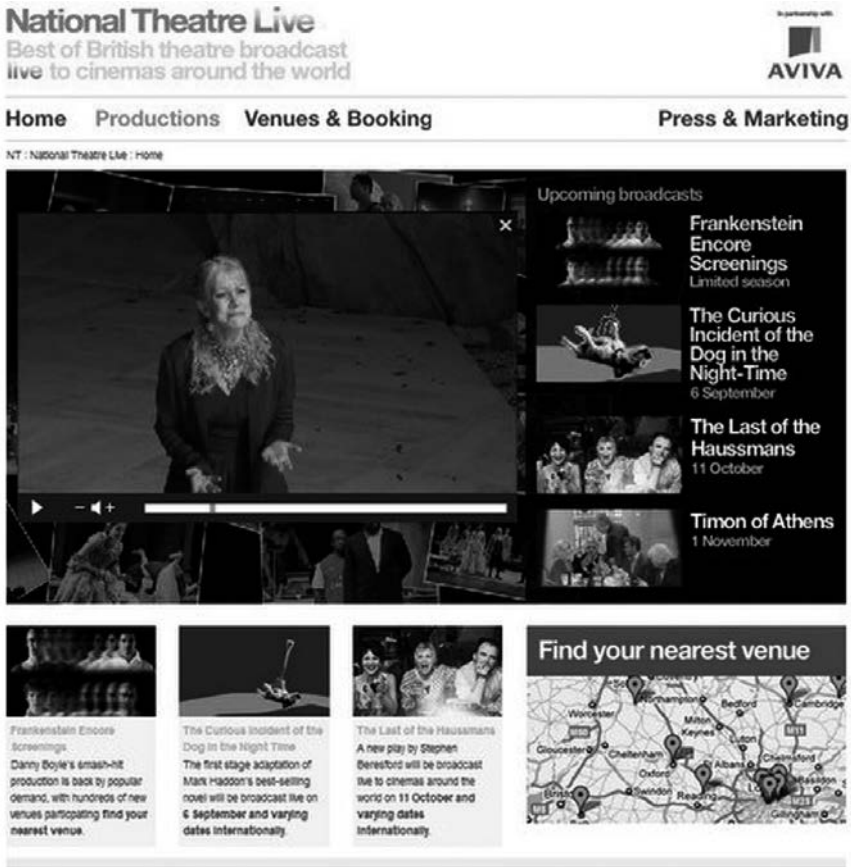 National Theatre Live
Best of British theatre broadcast
live to cinemas around the world
In partnership with
AVIVA
Home Productions Venues & Booking Press & Marketing
NT : National Theatre Live : Home
Upcoming broadcasts
Frankenstein
Encore
Screenings
Limited season
The Curious
Incident of the
Dog in the
Night-Time
6 September
The Last of the
Haussmans
11 October
Timon of Athens
1 November
Frankenstein Encore
Screenings
Danny Boyle's smash-hit
production is back by popular
demand, with hundreds of new
venues participating find your
nearest venue.
The Curious Incident of the
Dog in the Night Time
The first stage adaptation of
Mark Haddon's best-selling
novel will be broadcast live on
6 September and varying
dates internationally.
The Last of the Haussmans
A new play by Stephen
Beresford will be broadcast
live to cinemas around the
world on 11 October and
varying dates
internationally.
Find your nearest venue
Northampton
Bedford
Cambridge
Worcester
Milton
Keynes
M50
M11
Luton
Gloucester
Cheltenham
Oxford
St Albans
Chelmsford
Basildon
Swindon
Reading
M25
Gillingham